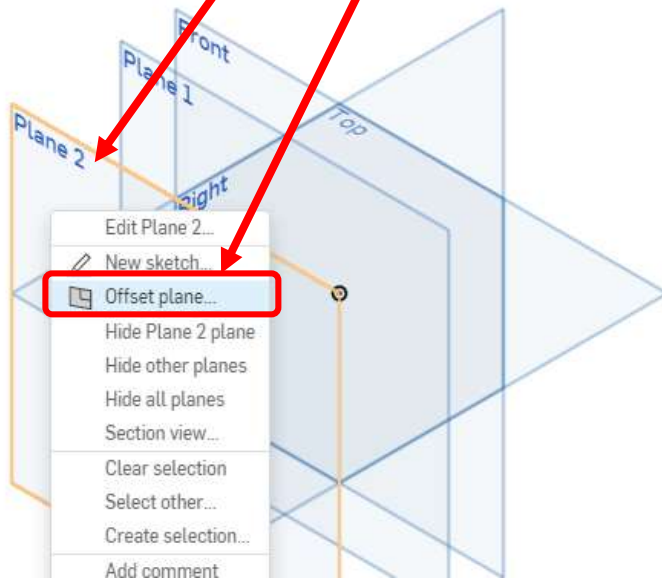 Front
Plane 1
Top
Plane 2
Right
Edit Plane 2...
New sketch...
Offset plane...
Hide Plane 2 plane
Hide other planes
Hide all planes
Section view...
Clear selection
Select other...
Create selection...
Add comment